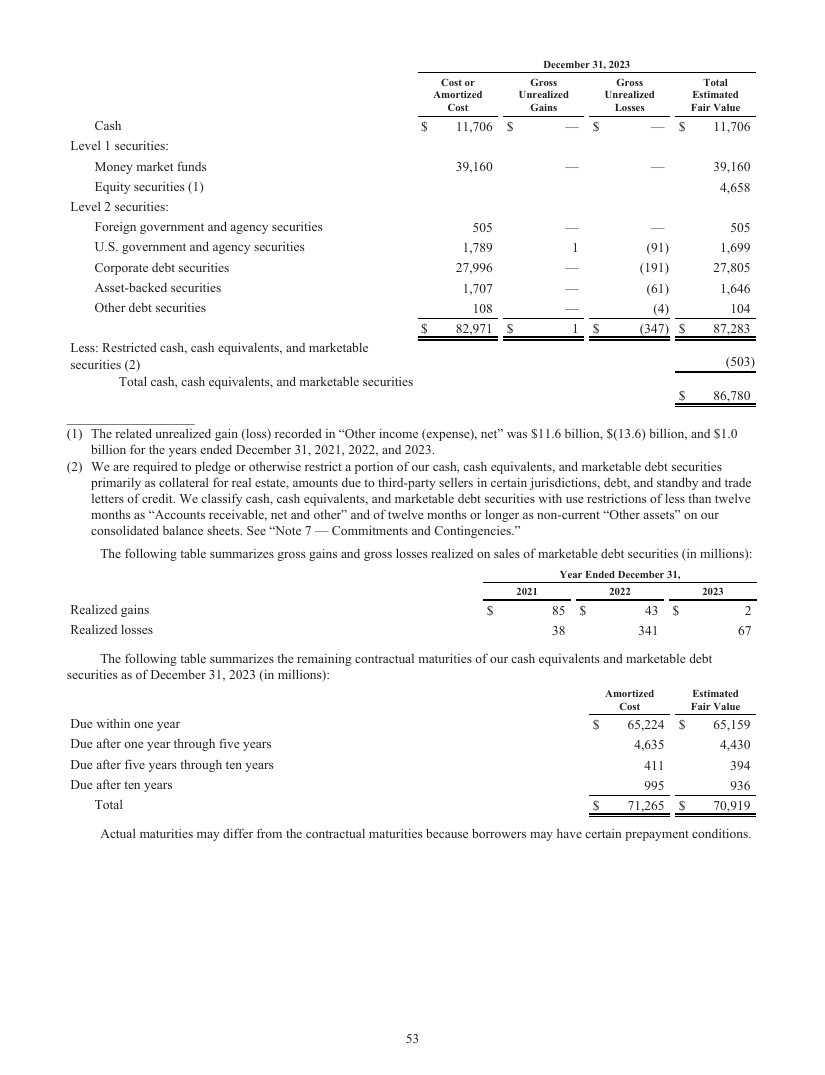 December 31, 2023
Cost or Amortized Cost Gross Unrealized Gains Gross Unrealized Losses Total Estimated Fair Value
Cash $ 11,706 $ — $ — $ 11,706
Level 1 securities:
Money market funds 39,160 — — 39,160
Equity securities (1) 4,658
Level 2 securities:
Foreign government and agency securities 505 — — 505
U.S. government and agency securities 1,789 1 (91) 1,699
Corporate debt securities 27,996 — (191) 27,805
Asset-backed securities 1,707 — (61) 1,646
Other debt securities 108 — (4) 104
$ 82,971 $ 1 $ (347) $ 87,283
Less: Restricted cash, cash equivalents, and marketable
securities (2) (503)
Total cash, cash equivalents, and marketable securities $ 86,780
(1) The related unrealized gain (loss) recorded in “Other income (expense), net” was $11.6 billion, $(13.6) billion, and $1.0
billion for the years ended December 31, 2021, 2022, and 2023.
(2) We are required to pledge or otherwise restrict a portion of our cash, cash equivalents, and marketable debt securities
primarily as collateral for real estate, amounts due to third-party sellers in certain jurisdictions, debt, and standby and trade
letters of credit. We classify cash, cash equivalents, and marketable debt securities with use restrictions of less than twelve
months as “Accounts receivable, net and other” and of twelve months or longer as non-current “Other assets” on our
consolidated balance sheets. See “Note 7 — Commitments and Contingencies.”
The following table summarizes gross gains and gross losses realized on sales of marketable debt securities (in millions):
Year Ended December 31,
2021 2022 2023
Realized gains $ 85 $ 43 $ 2
Realized losses 38 341 67
The following table summarizes the remaining contractual maturities of our cash equivalents and marketable debt
securities as of December 31, 2023 (in millions):
Amortized Cost Estimated Fair Value
Due within one year $ 65,224 $ 65,159
Due after one year through five years 4,635 4,430
Due after five years through ten years 411 394
Due after ten years 995 936
Total $ 71,265 $ 70,919
Actual maturities may differ from the contractual maturities because borrowers may have certain prepayment conditions.
53